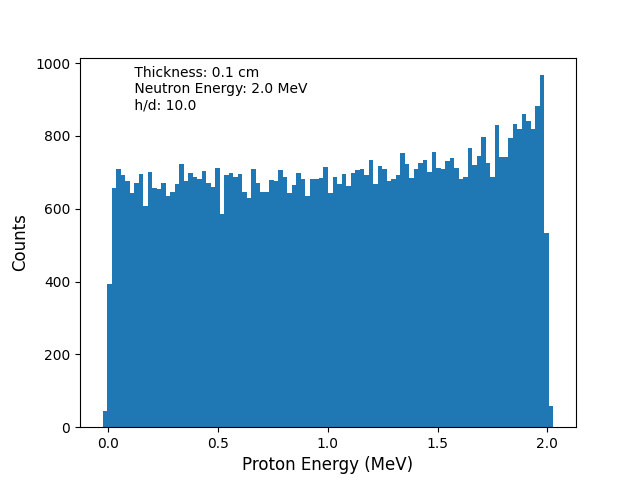 Thickness: 0.1 cm
Neutron Energy: 2.0 MeV
h/d: 10.0
1000
800
600
400
200
0
Counts
0.0 0.5 1.0 1.5 2.0
Proton Energy (MeV)